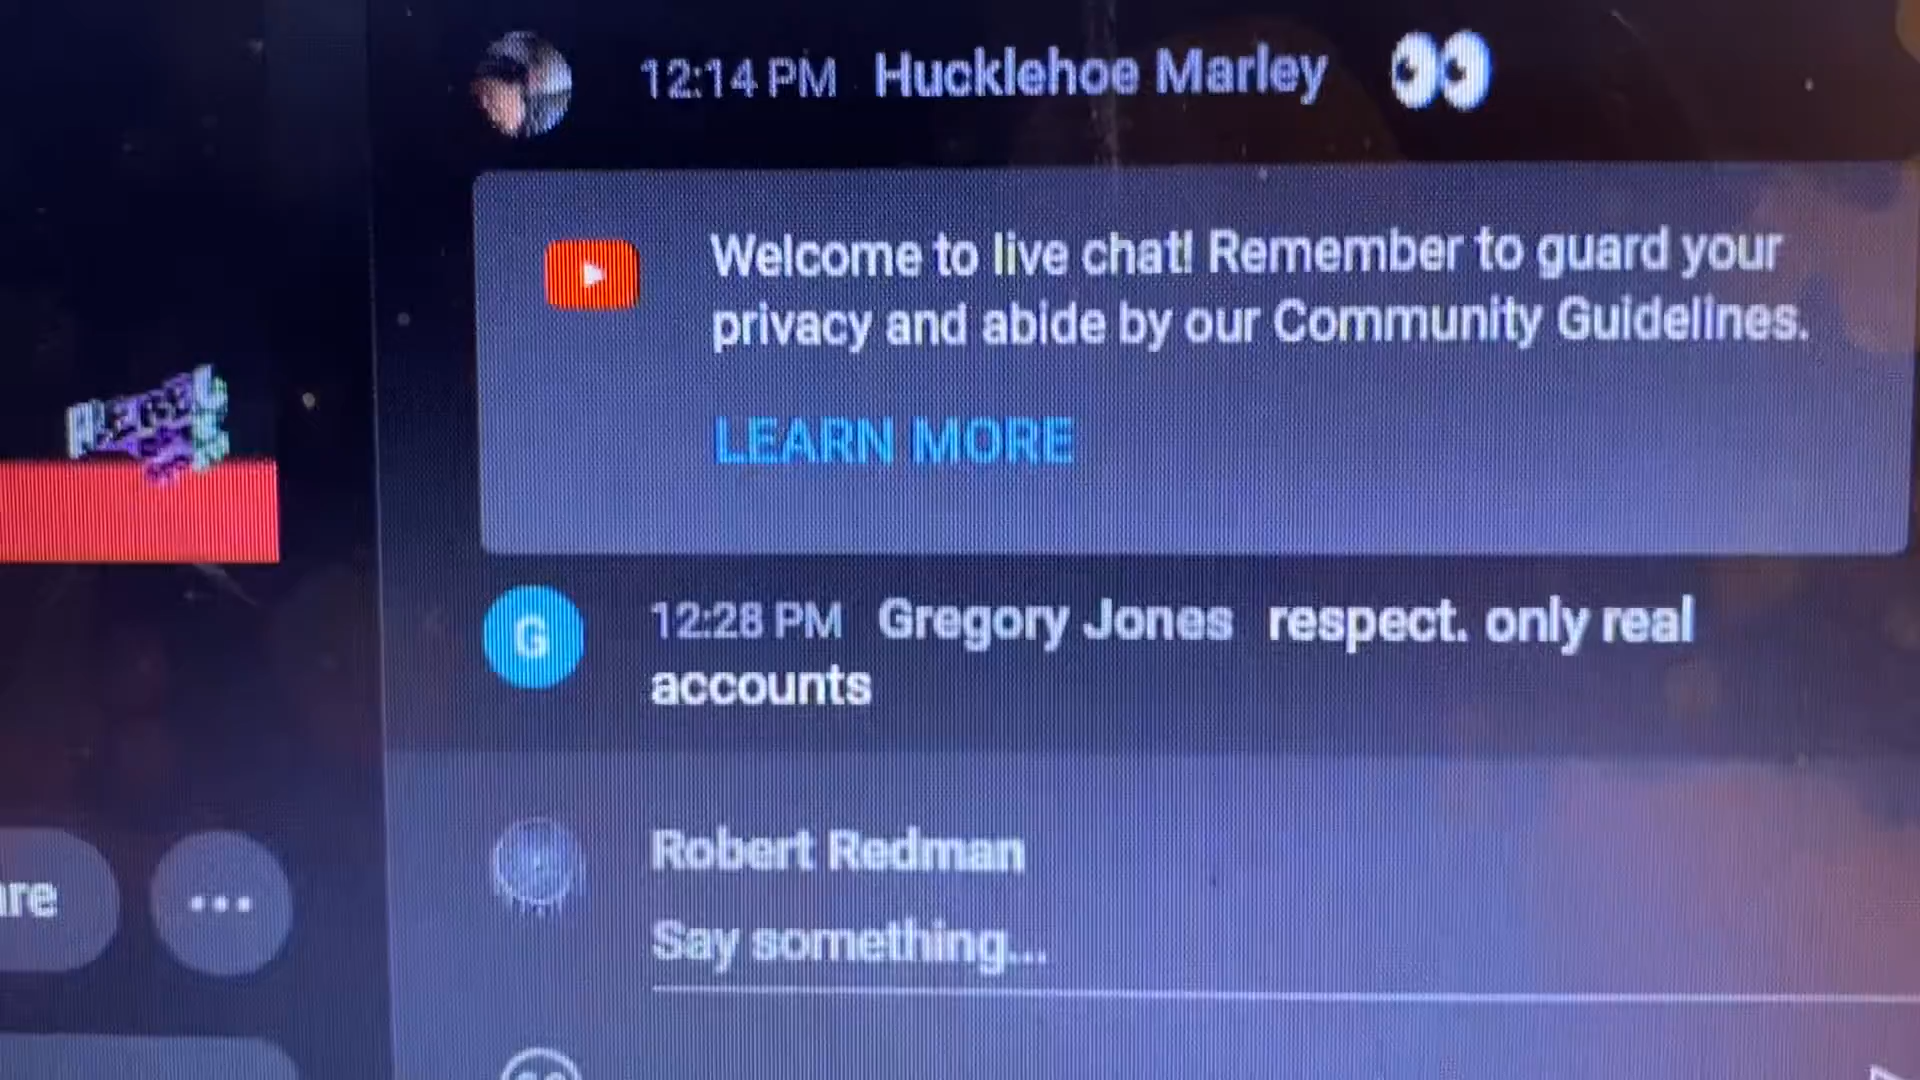 12:14 PM Hucklehoe Marley 👀
Welcome to live chat! Remember to guard your
privacy and abide by our Community Guidelines.
LEARN MORE
G 12:28 PM Gregory Jones respect. only real
accounts
Robert Redman
are
Say something...